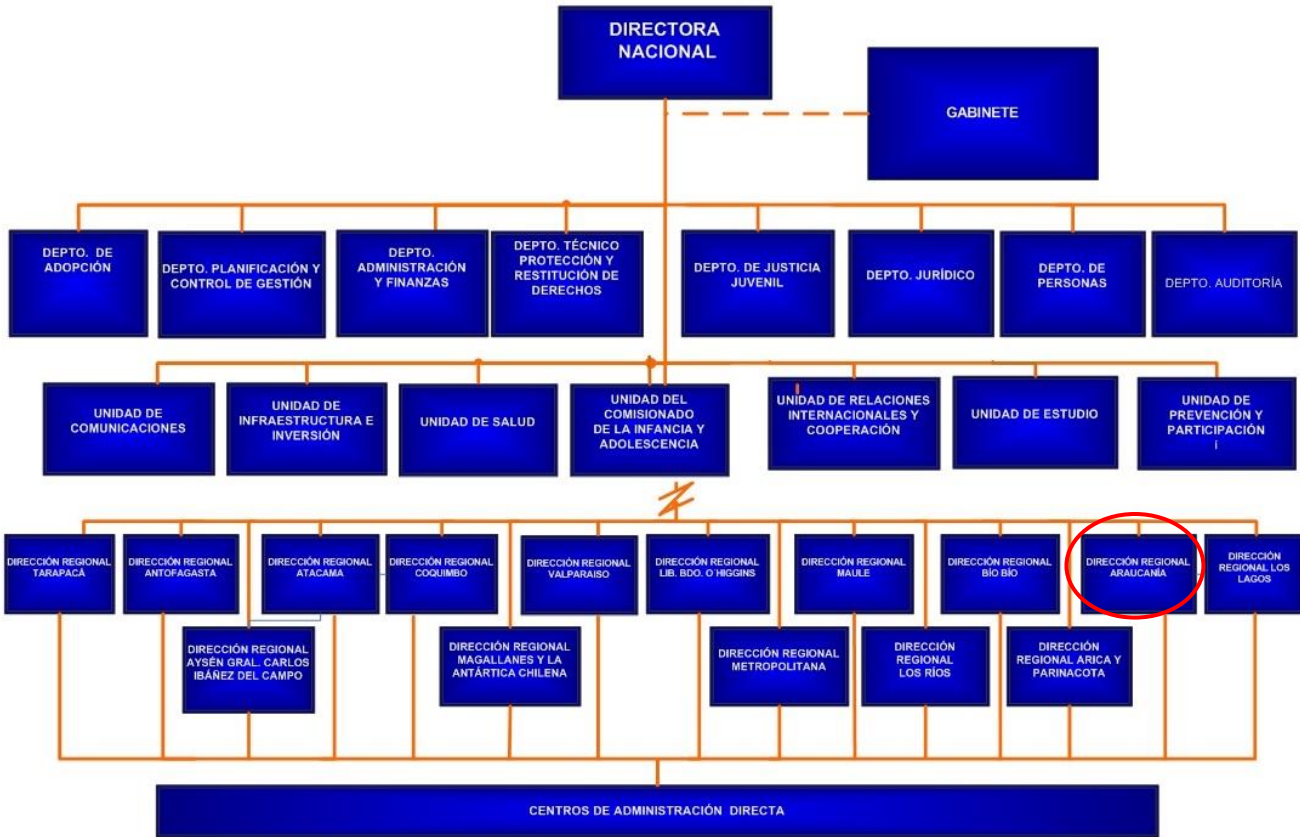 DIRECTORA
NACIONAL
GABINETE
DEPTO. DE
ADOPCIÓN
DEPTO. PLANIFICACIÓN Y
CONTROL DE GESTIÓN
DEPTO.
ADMINISTRACIÓN
Y FINANZAS
DEPTO. TÉCNICO
PROTECCIÓN Y
RESTITUCIÓN DE
DERECHOS
DEPTO. DE JUSTICIA
JUVENIL
DEPTO. JURÍDICO
DEPTO. DE
PERSONAS
DEPTO. AUDITORÍA
UNIDAD DE
COMUNICACIONES
UNIDAD DE
INFRAESTRUCTURA E
INVERSIÓN
UNIDAD DE SALUD
UNIDAD DEL
COMISIONADO
DE LA INFANCIA Y
ADOLESCENCIA
UNIDAD DE RELACIONES
INTERNACIONALES Y
COOPERACIÓN
UNIDAD DE ESTUDIO
UNIDAD DE
PREVENCIÓN Y
PARTICIPACIÓN
í
DIRECCIÓN REGIONAL
TARAPACÁ
DIRECCIÓN REGIONAL
ANTOFAGASTA
DIRECCIÓN REGIONAL
ATACAMA
DIRECCIÓN REGIONAL
COQUIMBO
DIRECCIÓN REGIONAL
VALPARAISO
DIRECCIÓN REGIONAL
LIB. BDO. O HIGGINS
DIRECCIÓN REGIONAL
MAULE
DIRECCIÓN REGIONAL
BÍO BÍO
DIRECCIÓN REGIONAL
ARAUCANÍA
DIRECCIÓN
REGIONAL LOS
LAGOS
DIRECCIÓN REGIONAL
AYSÉN GRAL. CARLOS
IBÁÑEZ DEL CAMPO
DIRECCIÓN REGIONAL
MAGALLANES Y LA
ANTÁRTICA CHILENA
DIRECCIÓN REGIONAL
METROPOLITANA
DIRECCIÓN
REGIONAL
LOS RÍOS
DIRECCIÓN
REGIONAL ARICA Y
PARINACOTA
CENTROS DE ADMINISTRACIÓN DIRECTA